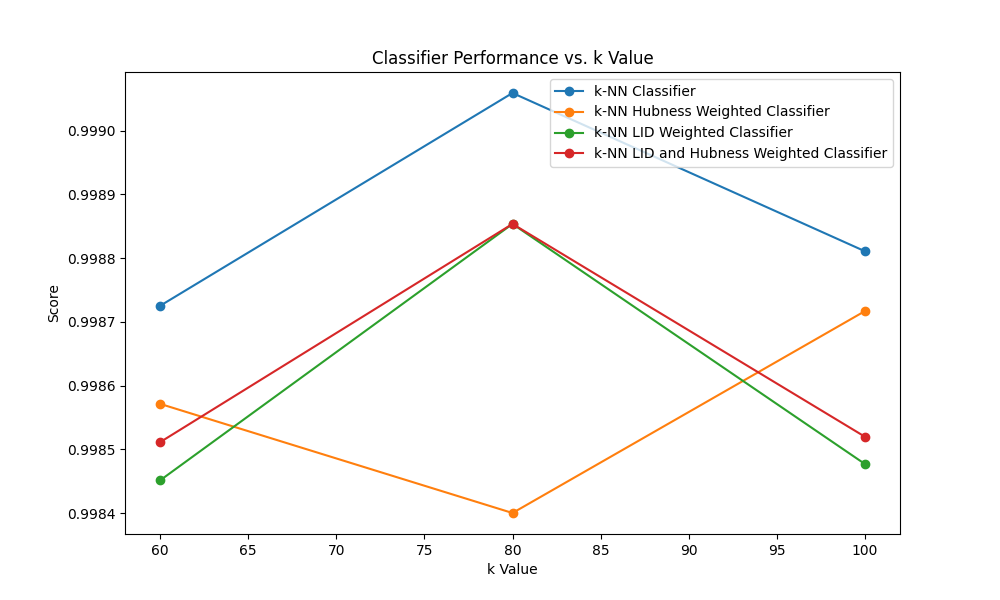 Classifier Performance vs. k Value
k-NN Classifier
k-NN Hubness Weighted Classifier
k-NN LID Weighted Classifier
k-NN LID and Hubness Weighted Classifier
0.9990
0.9989
0.9988
0.9987
0.9986
0.9985
0.9984
Score
60 65 70 75 80 85 90 95 100
k Value